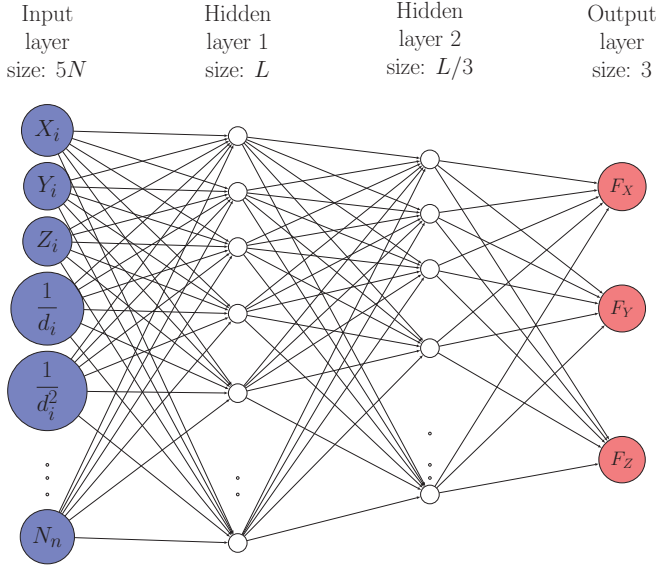 Input
layer
size: 5N
Hidden
layer 1
size: L
Hidden
layer 2
size: L/3
Output
layer
size: 3
X_i
Y_i
Z_i
1/d_i
1/d_i^2
N_n
F_X
F_Y
F_Z